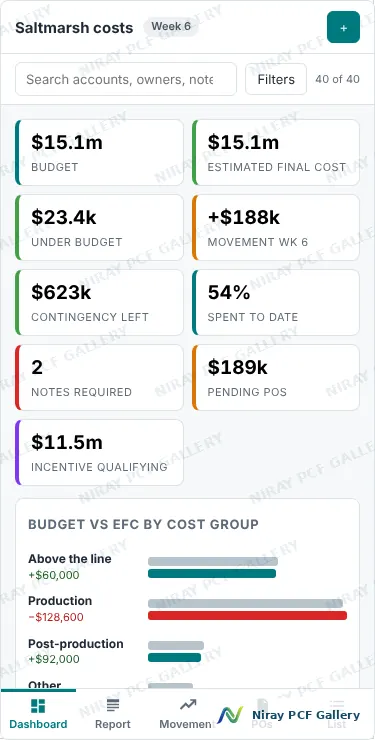 Saltmarsh costs Week 6 +
Search accounts, owners, note Filters 40 of 40
$15.1m $15.1m
BUDGET ESTIMATED FINAL COST
$23.4k +$188k
UNDER BUDGET MOVEMENT WK 6
$623k 54%
CONTINGENCY LEFT SPENT TO DATE
2 $189k
NOTES REQUIRED PENDING POS
$11.5m
INCENTIVE QUALIFYING
BUDGET VS EFC BY COST GROUP
Above the line
+$60,000
Production
−$128,600
Post-production
+$92,000
Other
Dashboard Report Movemen POs List
Niray PCF Gallery